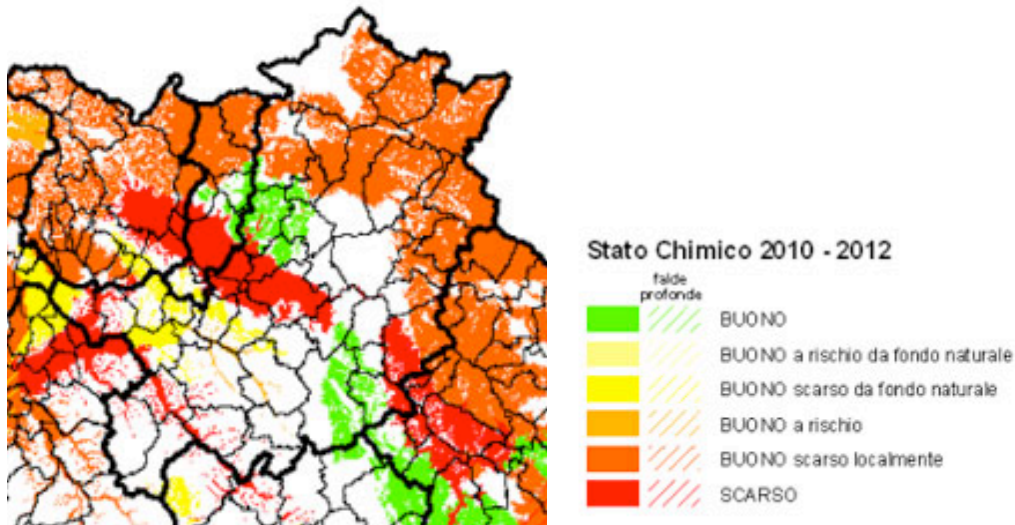 Stato Chimico 2010 - 2012
falde
profonde
BUONO
BUONO a rischio da fondo naturale
BUONO scarso da fondo naturale
BUONO a rischio
BUONO scarso localmente
SCARSO